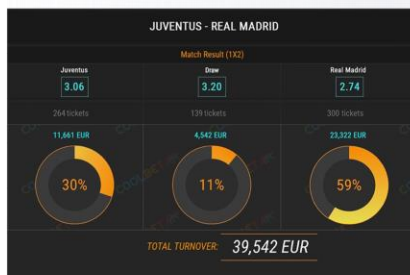 JUVENTUS - REAL MADRID
Match Result (1X2)
Juventus Draw Real Madrid
3.06 3.20 2.74
264 tickets 139 tickets 300 tickets
11,661 EUR 4,542 EUR 23,322 EUR
30% 11% 59%
TOTAL TURNOVER: 39,542 EUR